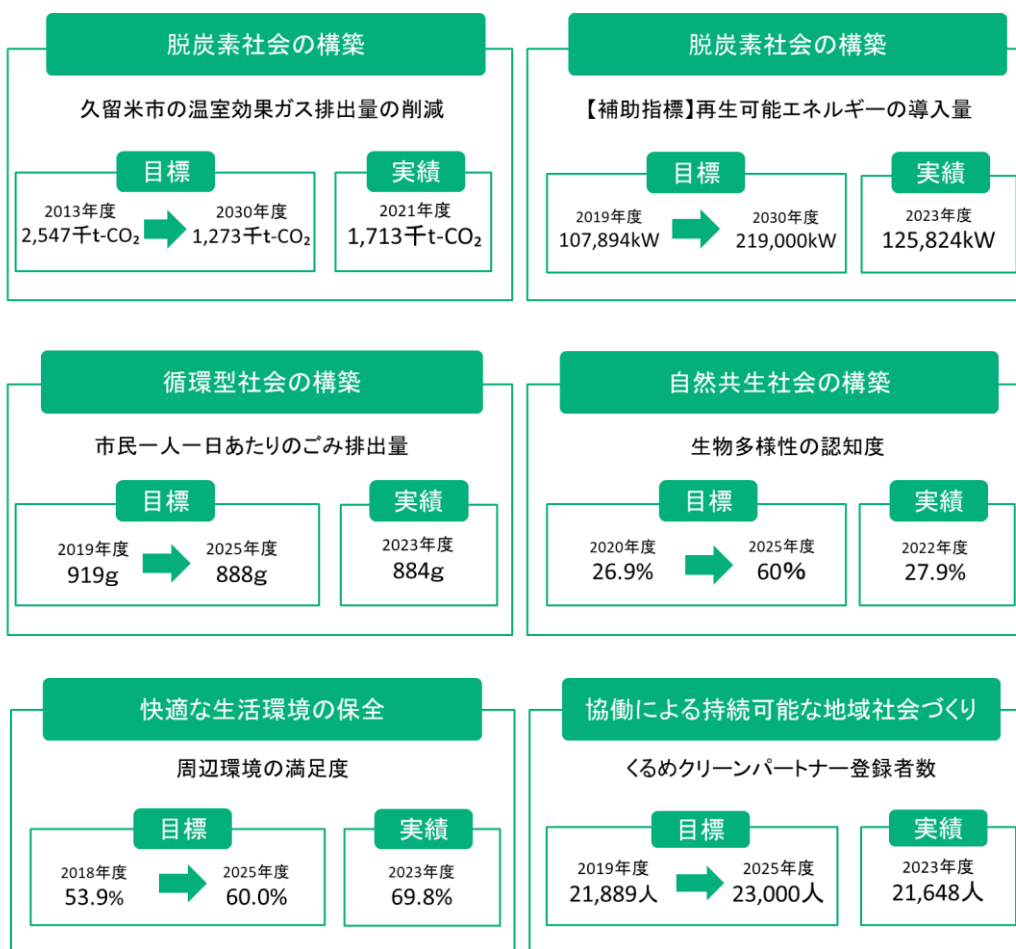 脱炭素社会の構築
久留米市の温室効果ガス排出量の削減
目標
2013年度
2,547千t-CO₂
2030年度
1,273千t-CO₂
実績
2021年度
1,713千t-CO₂
脱炭素社会の構築
【補助指標】再生可能エネルギーの導入量
目標
2019年度
107,894kW
2030年度
219,000kW
実績
2023年度
125,824kW
循環型社会の構築
市民一人一日あたりのごみ排出量
目標
2019年度
919g
2025年度
888g
実績
2023年度
884g
自然共生社会の構築
生物多様性の認知度
目標
2020年度
26.9%
2025年度
60%
実績
2022年度
27.9%
快適な生活環境の保全
周辺環境の満足度
目標
2018年度
53.9%
2025年度
60.0%
実績
2023年度
69.8%
協働による持続可能な地域社会づくり
くるめクリーンパートナー登録者数
目標
2019年度
21,889人
2025年度
23,000人
実績
2023年度
21,648人